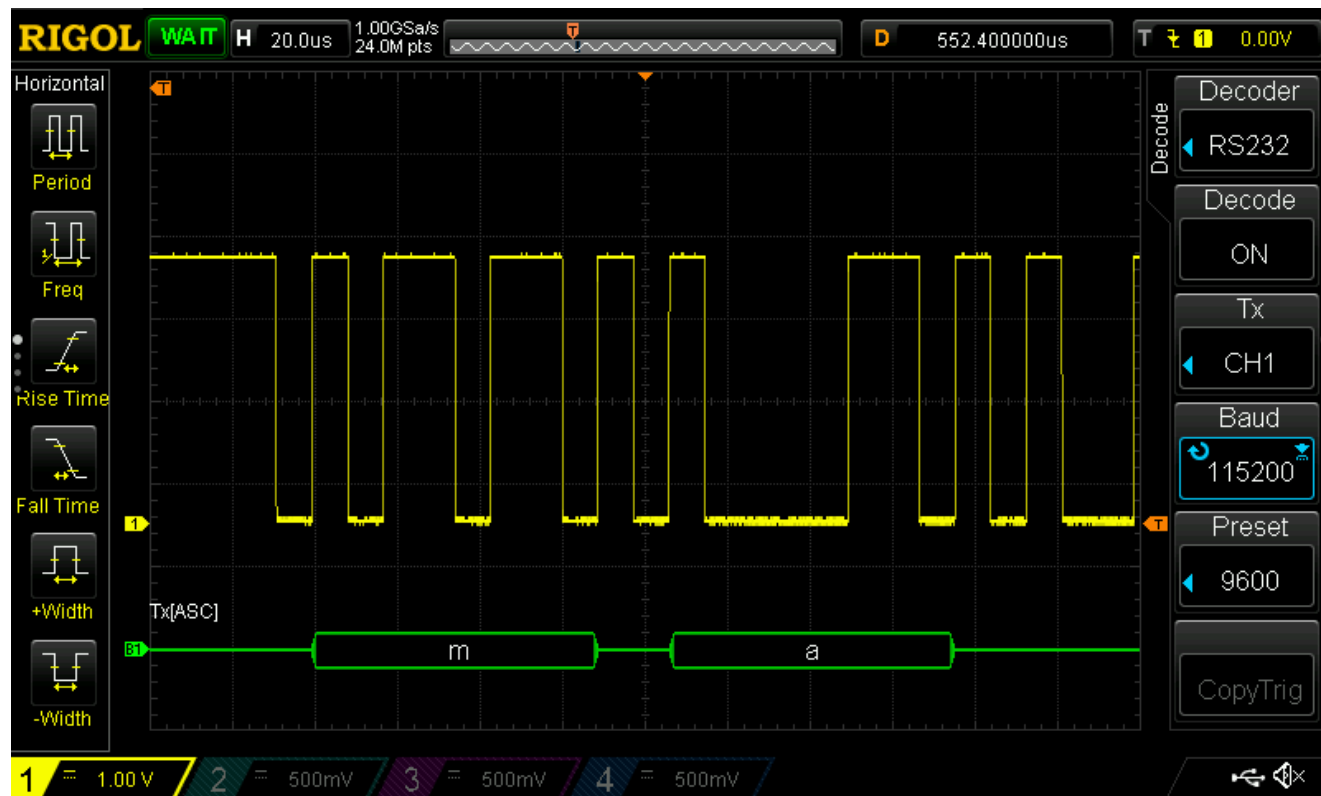 RIGOL WAIT H 20.0us 1.00GSa/s 24.0M pts T D 552.400000us T 1 0.00V
Horizontal
Period
Freq
Rise Time
Fall Time
+Width
-Width
T
1
T
Tx[ASC]
B1 m a
Decode
Decoder
RS232
Decode
ON
Tx
CH1
Baud
115200
Preset
9600
CopyTrig
1 1.00 V 2 500mV 3 500mV 4 500mV